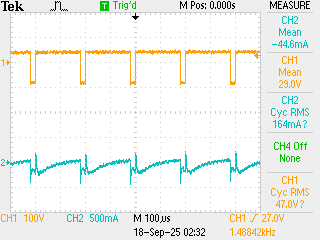 Tek Trig'd M Pos: 0.000s MEASURE
CH2
Mean
-44.6mA
CH1
Mean
29.0V
CH2
Cyc RMS
164mA?
CH4 Off
None
CH1
Cyc RMS
47.0V?
1
2
CH1 100V CH2 500mA M 100µs CH1 27.0V
18-Sep-25 02:32 1.48842kHz